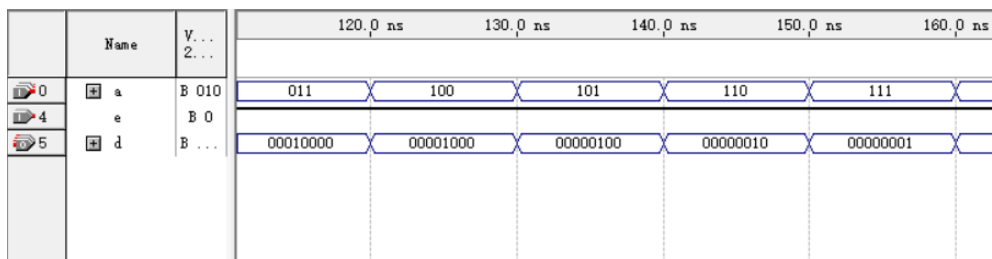 120.0 ns 130.0 ns 140.0 ns 150.0 ns 160.0 ns
Name V... 2...
0 a B 010 011 100 101 110 111
4 e B 0
5 d B ... 00010000 00001000 00000100 00000010 00000001